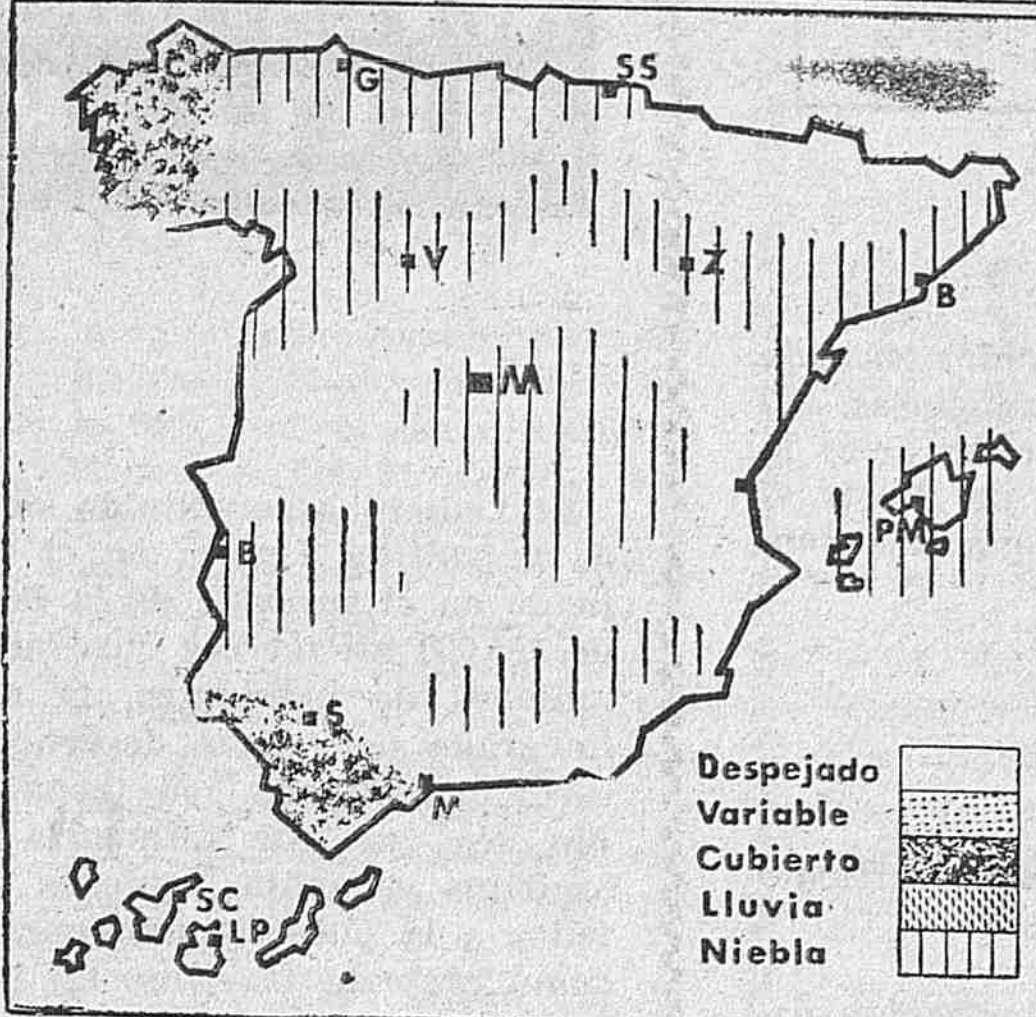 C
G
SS
V
Z
B
M
PM
B
S
M
SC
LP
Despejado
Variable
Cubierto
Lluvia
Niebla